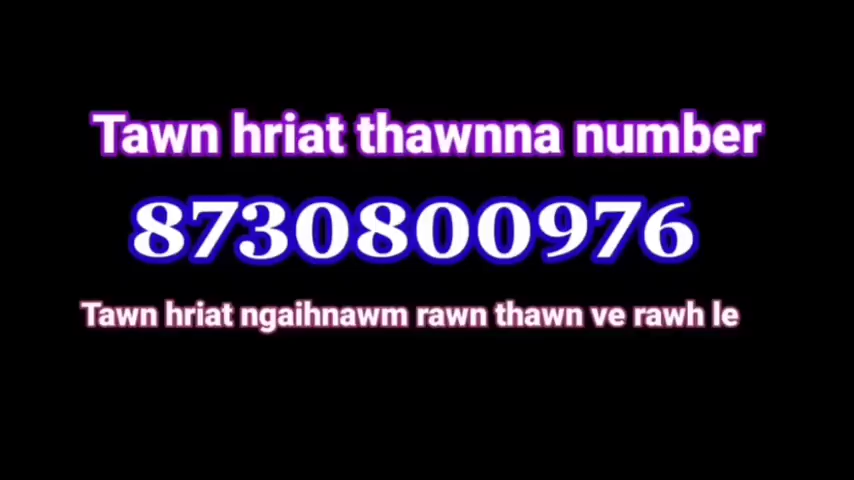 Tawn hriat thawnna number
8730800976
Tawn hriat ngaihnawm rawn thawn ve rawh le